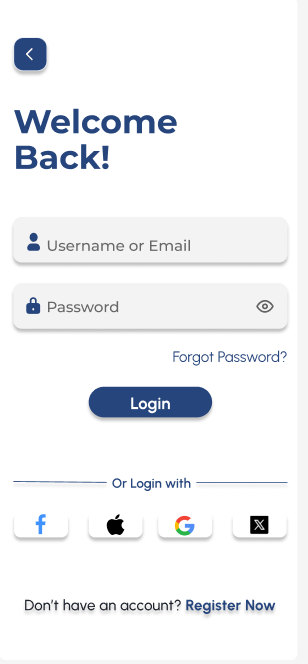 Welcome
Back!
Username or Email
Password
Forgot Password?
Login
Or Login with
Don't have an account? Register Now